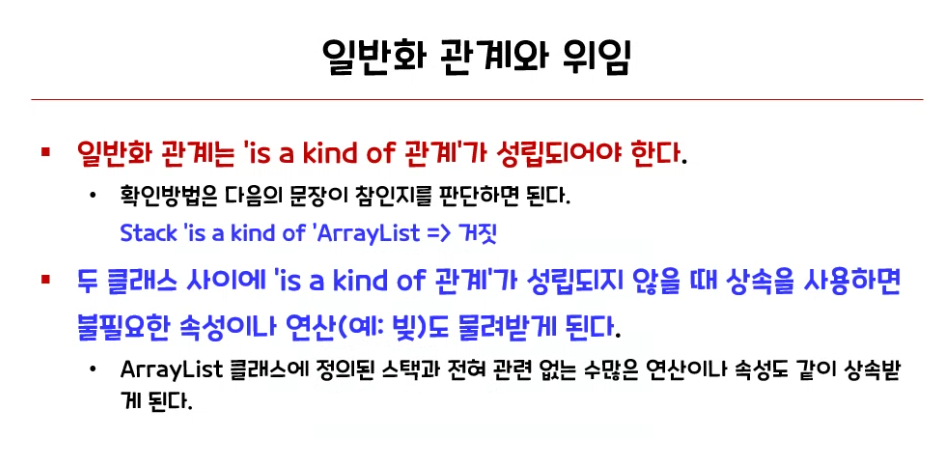 일반화 관계와 위임
▪ 일반화 관계는 'is a kind of 관계'가 성립되어야 한다.
• 확인방법은 다음의 문장이 참인지를 판단하면 된다.
Stack 'is a kind of 'ArrayList => 거짓
▪ 두 클래스 사이에 'is a kind of 관계'가 성립되지 않을 때 상속을 사용하면
불필요한 속성이나 연산(예: 빚)도 물려받게 된다.
• ArrayList 클래스에 정의된 스택과 전혀 관련 없는 수많은 연산이나 속성도 같이 상속받
게 된다.